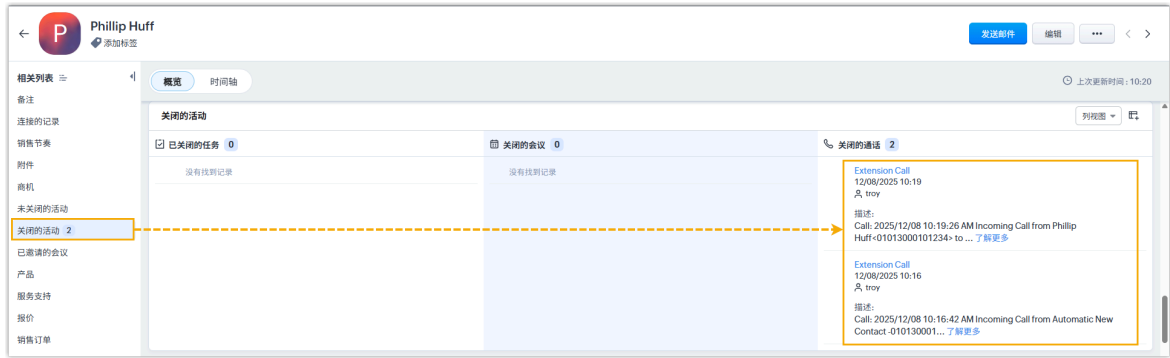 P
Phillip Huff
添加标签
发送邮件
编辑
相关列表
备注
连接的记录
销售节奏
附件
商机
未关闭的活动
关闭的活动 2
已邀请的会议
产品
服务支持
报价
销售订单
概览
时间轴
上次更新时间 : 10:20
关闭的活动
列视图
已关闭的任务 0
没有找到记录
关闭的会议 0
没有找到记录
关闭的通话 2
Extension Call
12/08/2025 10:19
troy
描述:
Call: 2025/12/08 10:19:26 AM Incoming Call from Phillip
Huff<01013000101234> to ... 了解更多
Extension Call
12/08/2025 10:16
troy
描述:
Call: 2025/12/08 10:16:42 AM Incoming Call from Automatic New
Contact -010130001... 了解更多